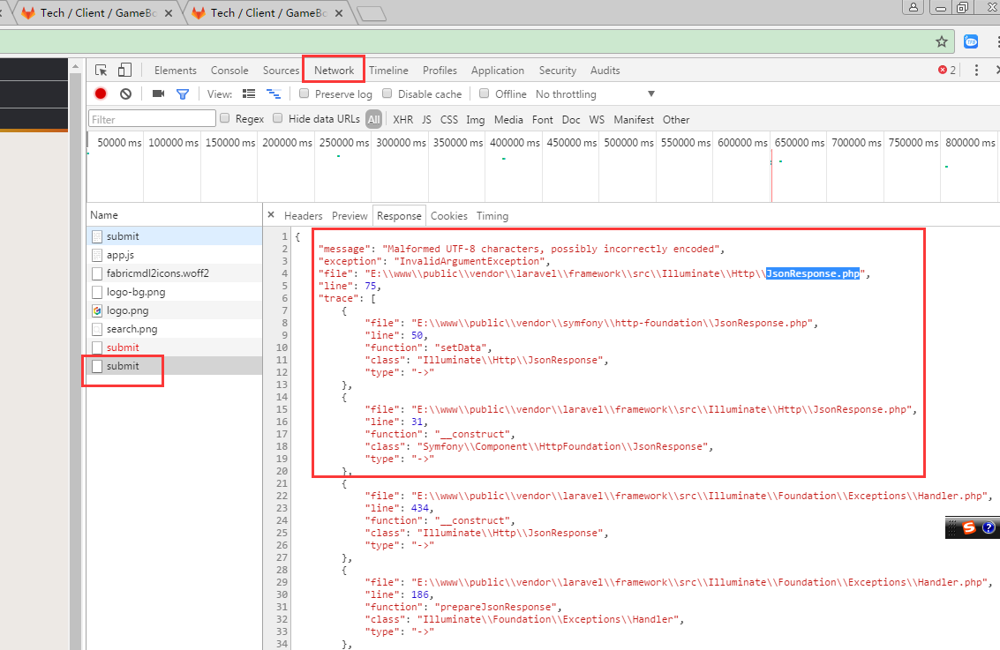 Tech / Client / GameBo
Tech / Client / GameBo
Elements Console Sources Network Timeline Profiles Application Security Audits 2
View: Preserve log Disable cache Offline No throttling
Filter Regex Hide data URLs All XHR JS CSS Img Media Font Doc WS Manifest Other
50000 ms 100000 ms 150000 ms 200000 ms 250000 ms 300000 ms 350000 ms 400000 ms 450000 ms 500000 ms 550000 ms 600000 ms 650000 ms 700000 ms 750000 ms 800000 ms
Name
submit
app.js
fabricmdl2icons.woff2
logo-bg.png
logo.png
search.png
submit
submit
× Headers Preview Response Cookies Timing
1 {
2 "message": "Malformed UTF-8 characters, possibly incorrectly encoded",
3 "exception": "InvalidArgumentException",
4 "file": "E:\\www\\public\\vendor\\laravel\\framework\\src\\Illuminate\\Http\\JsonResponse.php",
5 "line": 75,
6 "trace": [
7 {
8 "file": "E:\\www\\public\\vendor\\symfony\\http-foundation\\JsonResponse.php",
9 "line": 50,
10 "function": "setData",
11 "class": "Illuminate\\Http\\JsonResponse",
12 "type": "->"
13 },
14 {
15 "file": "E:\\www\\public\\vendor\\laravel\\framework\\src\\Illuminate\\Http\\JsonResponse.php",
16 "line": 31,
17 "function": "__construct",
18 "class": "Symfony\\Component\\HttpFoundation\\JsonResponse",
19 "type": "->"
20 },
21 {
22 "file": "E:\\www\\public\\vendor\\laravel\\framework\\src\\Illuminate\\Foundation\\Exceptions\\Handler.php",
23 "line": 434,
24 "function": "__construct",
25 "class": "Illuminate\\Http\\JsonResponse",
26 "type": "->"
27 },
28 {
29 "file": "E:\\www\\public\\vendor\\laravel\\framework\\src\\Illuminate\\Foundation\\Exceptions\\Handler.php",
30 "line": 186,
31 "function": "prepareJsonResponse",
32 "class": "Illuminate\\Foundation\\Exceptions\\Handler",
33 "type": "->"
34 },